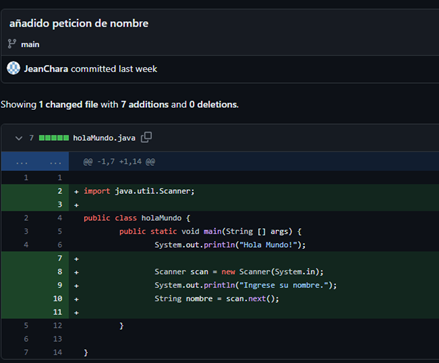 añadido peticion de nombre
main
JeanChara committed last week
Showing 1 changed file with 7 additions and 0 deletions.
7 holaMundo.java
... ... @@ -1,7 +1,14 @@
1 1
2 + import java.util.Scanner;
3 +
2 4 public class holaMundo {
3 5 public static void main(String [] args) {
4 6 System.out.println("Hola Mundo!");
7 +
8 + Scanner scan = new Scanner(System.in);
9 + System.out.println("Ingrese su nombre.");
10 + String nombre = scan.next();
11 +
5 12 }
6 13
7 14 }